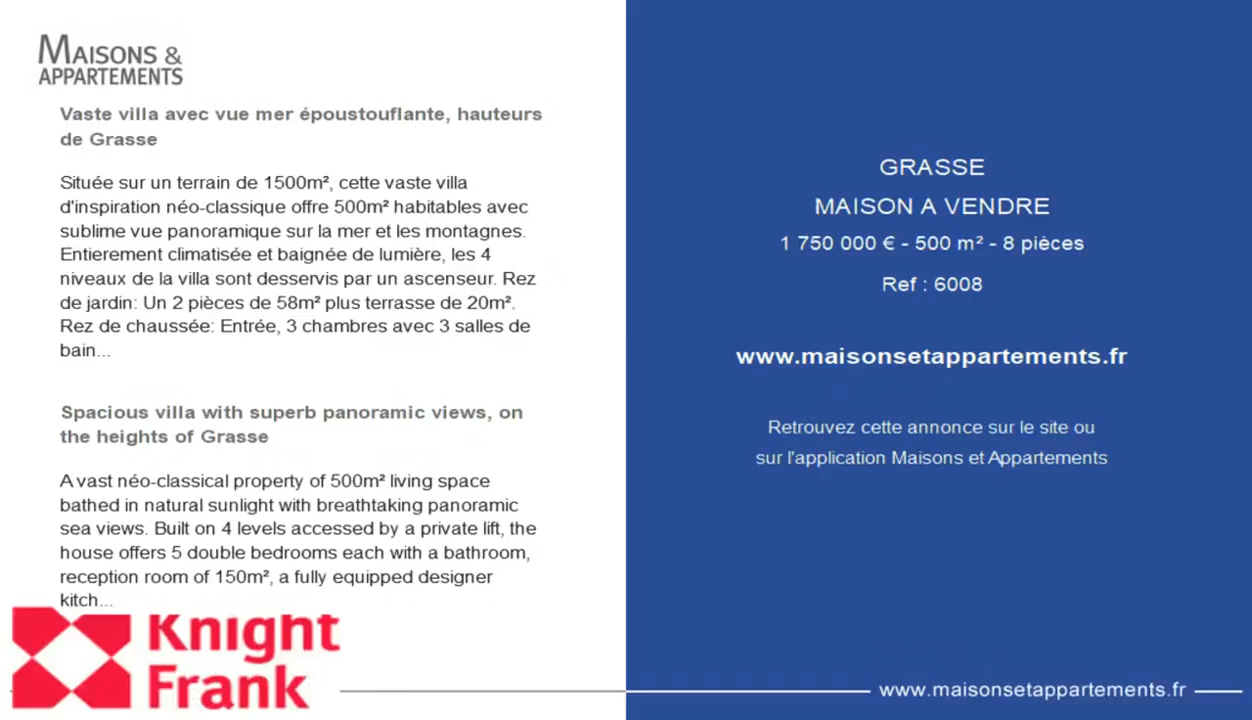 MAISONS &
APPARTEMENTS
Vaste villa avec vue mer époustouflante, hauteurs
de Grasse
Située sur un terrain de 1500m², cette vaste villa
d'inspiration néo-classique offre 500m² habitables avec
sublime vue panoramique sur la mer et les montagnes.
Entierement climatisée et baignée de lumière, les 4
niveaux de la villa sont desservis par un ascenseur. Rez
de jardin: Un 2 pièces de 58m² plus terrasse de 20m².
Rez de chaussée: Entrée, 3 chambres avec 3 salles de
bain...
Spacious villa with superb panoramic views, on
the heights of Grasse
A vast néo-classical property of 500m² living space
bathed in natural sunlight with breathtaking panoramic
sea views. Built on 4 levels accessed by a private lift, the
house offers 5 double bedrooms each with a bathroom,
reception room of 150m², a fully equipped designer
kitch...
Knight
Frank
GRASSE
MAISON A VENDRE
1 750 000 € - 500 m² - 8 pièces
Ref : 6008
www.maisonsetappartements.fr
Retrouvez cette annonce sur le site ou
sur l'application Maisons et Appartements
www.maisonsetappartements.fr